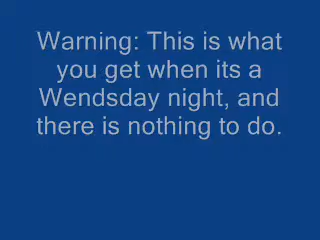 Warning: This is what
you get when its a
Wendsday night, and
there is nothing to do.